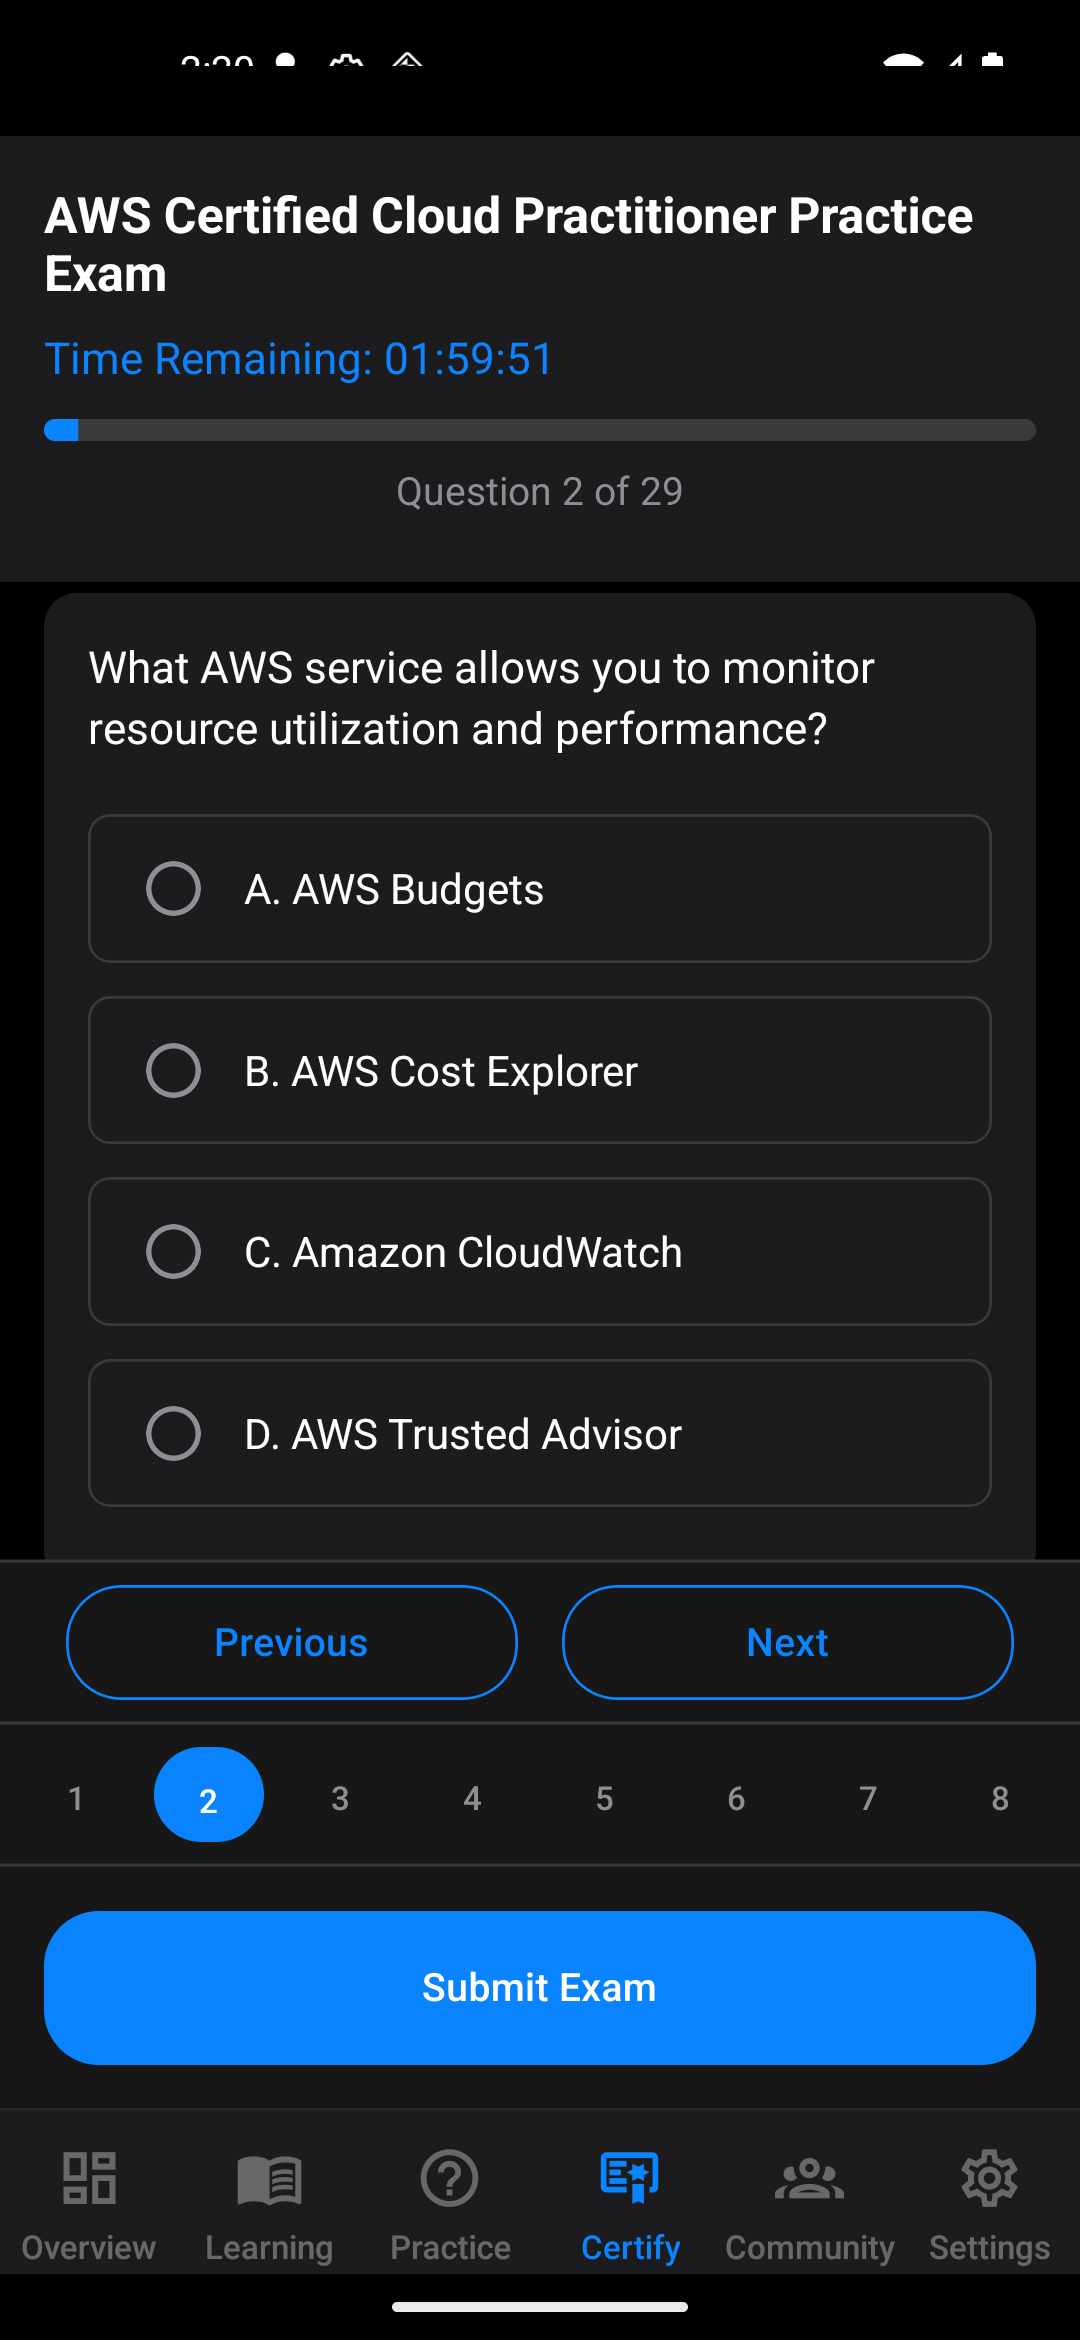 AWS Certified Cloud Practitioner Practice
Exam
Time Remaining: 01:59:51
Question 2 of 29
What AWS service allows you to monitor
resource utilization and performance?
A. AWS Budgets
B. AWS Cost Explorer
C. Amazon CloudWatch
D. AWS Trusted Advisor
Previous
Next
1 2 3 4 5 6 7 8
Submit Exam
Overview Learning Practice Certify Community Settings